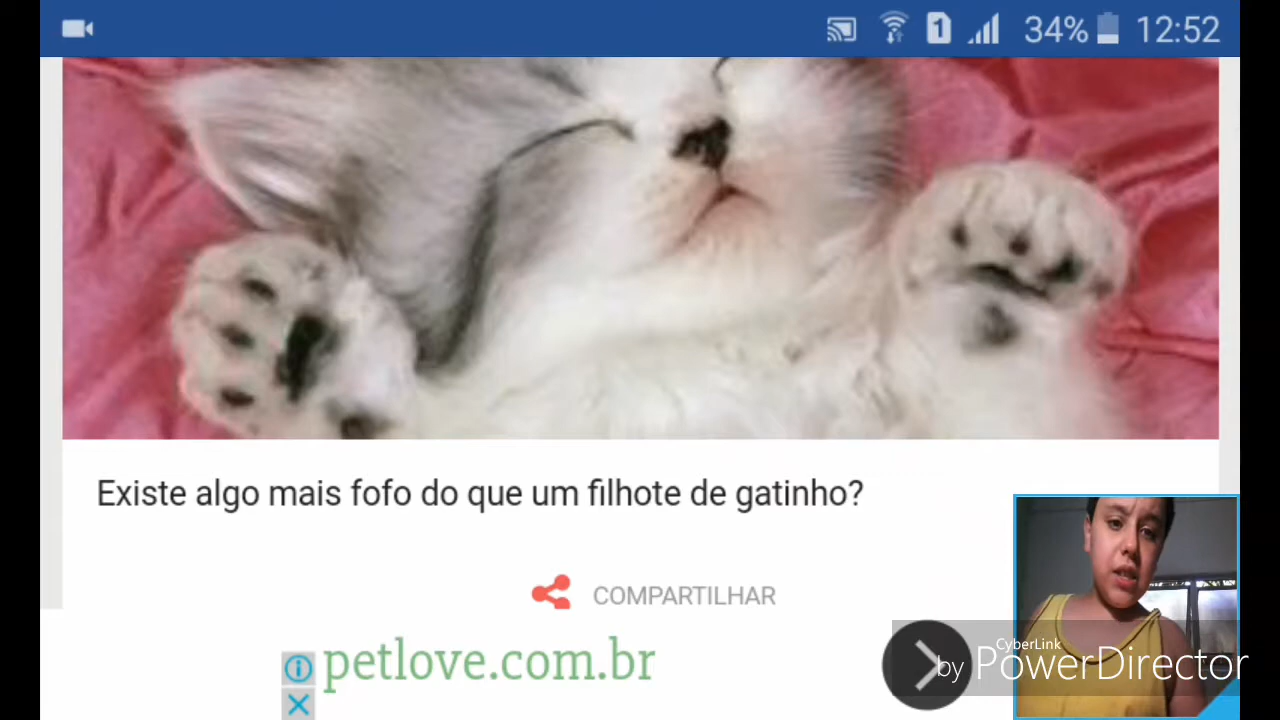 1 34% 12:52
Existe algo mais fofo do que um filhote de gatinho?
COMPARTILHAR
petlove.com.br
CyberLink
by PowerDirector